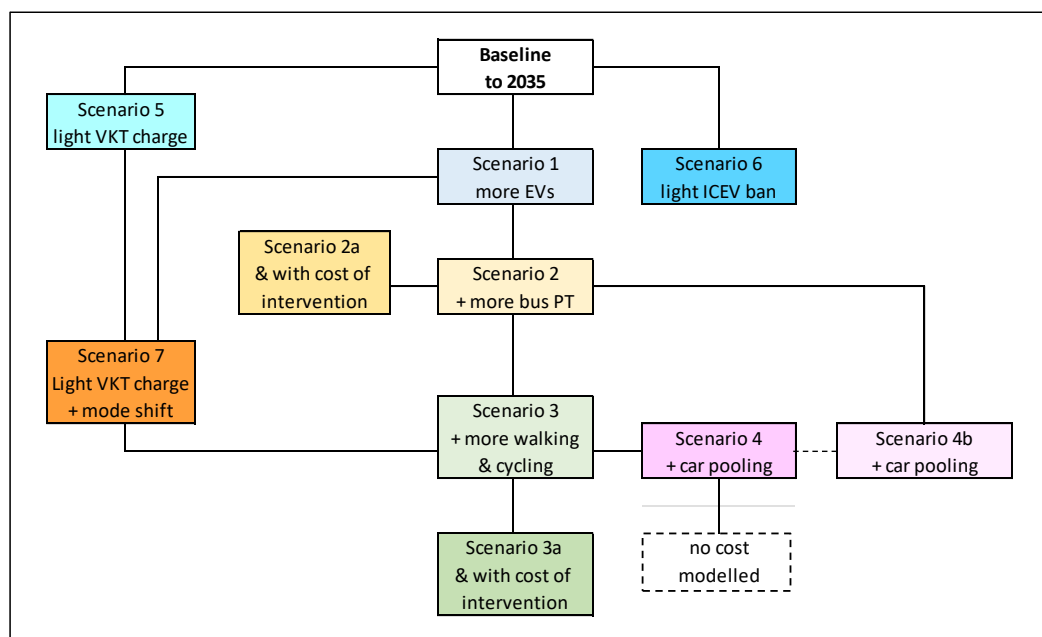 Baseline
to 2035
Scenario 5
light VKT charge
Scenario 1
more EVs
Scenario 6
light ICEV ban
Scenario 2a
& with cost of
intervention
Scenario 2
+ more bus PT
Scenario 7
Light VKT charge
+ mode shift
Scenario 3
+ more walking
& cycling
Scenario 4
+ car pooling
Scenario 4b
+ car pooling
Scenario 3a
& with cost of
intervention
no cost
modelled